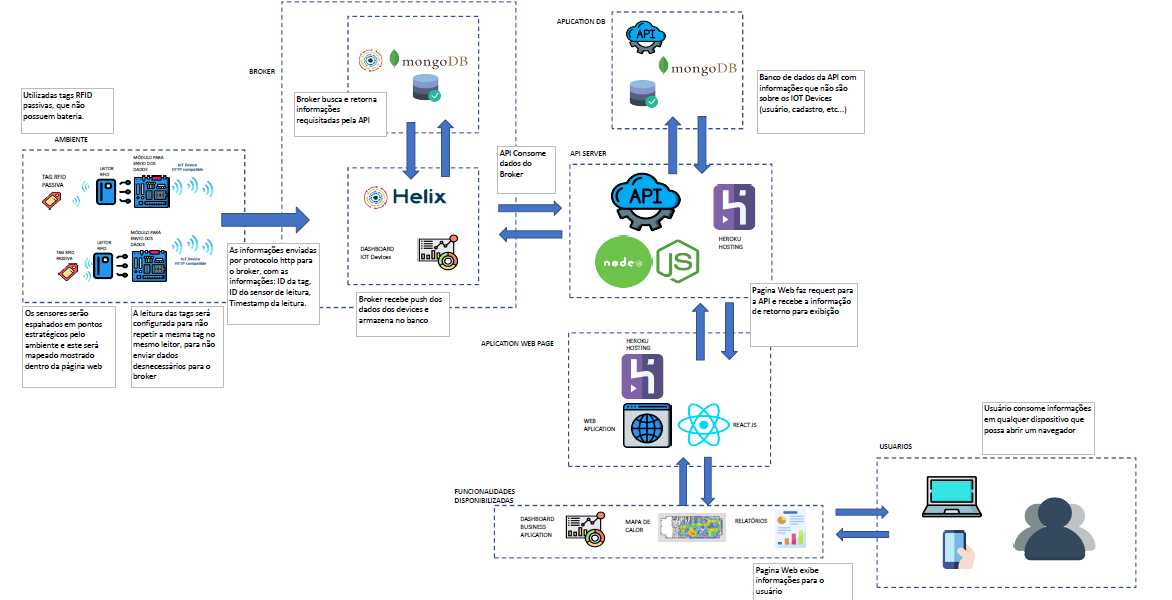 APLICATION DB
API
mongoDB
mongoDB
BROKER
Banco de dados da API com
informações que não são
sobre os IOT Devices
(usuário, cadastro, etc...)
Utilizadas tags RFID
passivas, que não
possuem bateria.
Broker busca e retorna
informações
requisitadas pela API
AMBIENTE
TAG RFID
PASSIVA
LEITOR
RFID
MÓDULO PARA
ENVIO DOS
DADOS
IoT Device
HTTP compatible
API Consome
dados do
Broker
API SERVER
API
Helix
HEROKU
HOSTING
node
JS
TAG RFID
PASSIVA
LEITOR
RFID
MÓDULO PARA
ENVIO DOS
DADOS
IoT Device
HTTP compatible
DASHBOARD
IOT Devices
As informações enviadas
por protocolo http para
o broker, com as
informações: ID da tag,
ID do sensor de leitura,
Timestamp da leitura.
Broker recebe push dos
dados dos devices e
armazena no banco
Pagina Web faz request para
a API e recebe a informação
de retorno para exibição
Os sensores serão
espahados em pontos
estratégicos pelo
ambiente e este será
mapeado mostrado
dentro da página web
A leitura das tags será
configurada para não
repetir a mesma tag no
mesmo leitor, para não
enviar dados
desnecessários para o
broker
APLICATION WEB PAGE
HEROKU
HOSTING
WEB
APLICATION
REACT.JS
Usuário consome informações
em qualquer dispositivo que
possa abrir um navegador
USUARIOS
FUNCIONALIDADES
DISPONIBILIZADAS
DASHBOARD
BUSINESS
APLICATION
MAPA DE
CALOR
RELATÓRIOS
Pagina Web exibe
informações para o
usuário